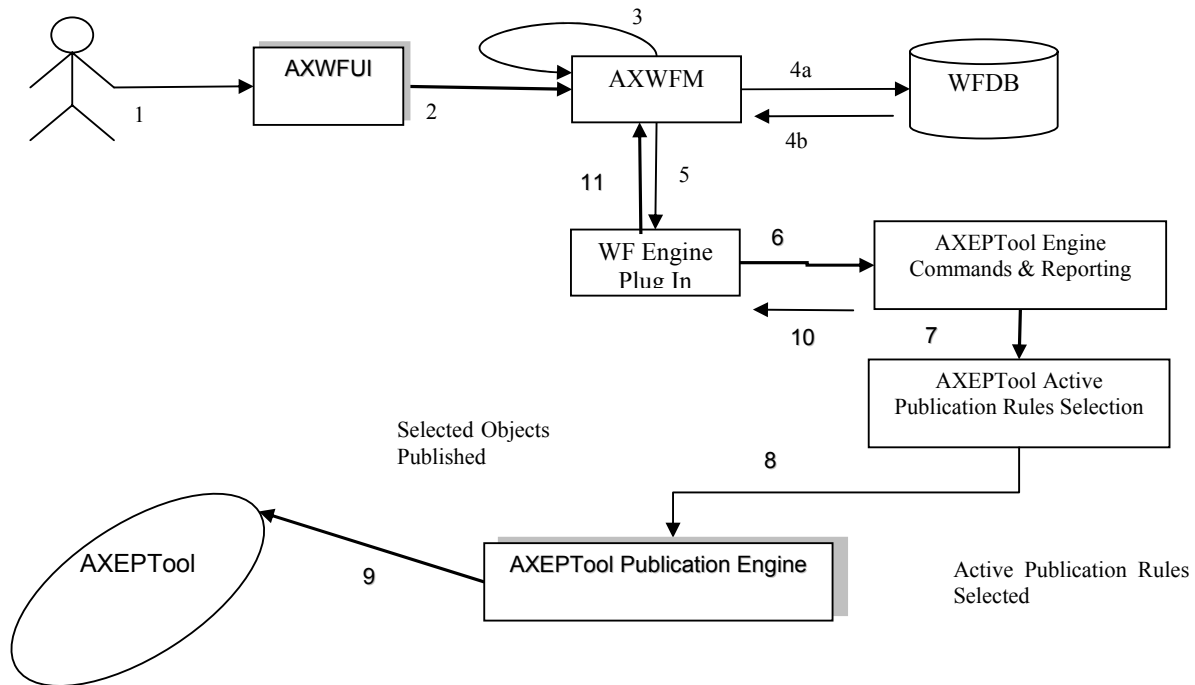 3
AXWFUI
AXWFM
4a
WFDB
1
2
4b
11
5
WF Engine
Plug In
6
AXEPTool Engine
Commands & Reporting
10
7
AXEPTool Active
Publication Rules Selection
Selected Objects
Published
8
AXEPTool
9
AXEPTool Publication Engine
Active Publication Rules
Selected